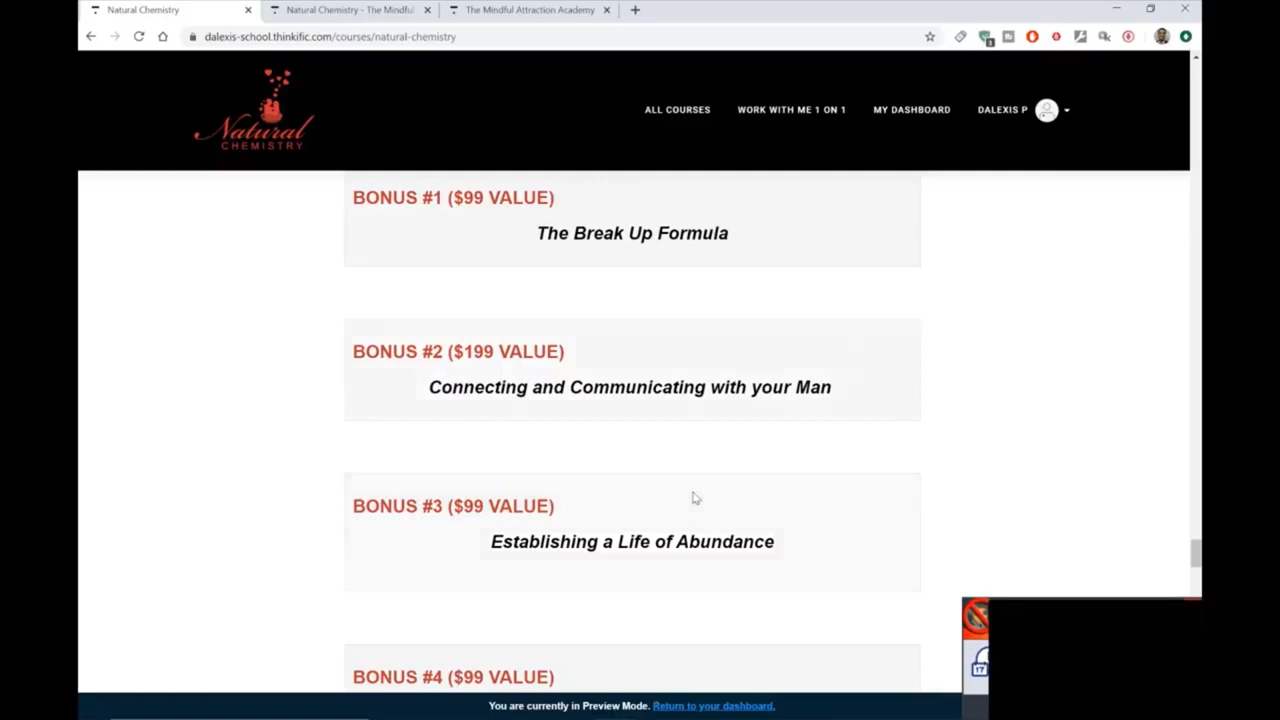 Natural Chemistry
Natural Chemistry - The Mindful
The Mindful Attraction Academy
dalexis-school.thinkific.com/courses/natural-chemistry
Natural
CHEMISTRY
ALL COURSES
WORK WITH ME 1 ON 1
MY DASHBOARD
DALEXIS P
BONUS #1 ($99 VALUE)
The Break Up Formula
BONUS #2 ($199 VALUE)
Connecting and Communicating with your Man
BONUS #3 ($99 VALUE)
Establishing a Life of Abundance
BONUS #4 ($99 VALUE)
You are currently in Preview Mode. Return to your dashboard.
17